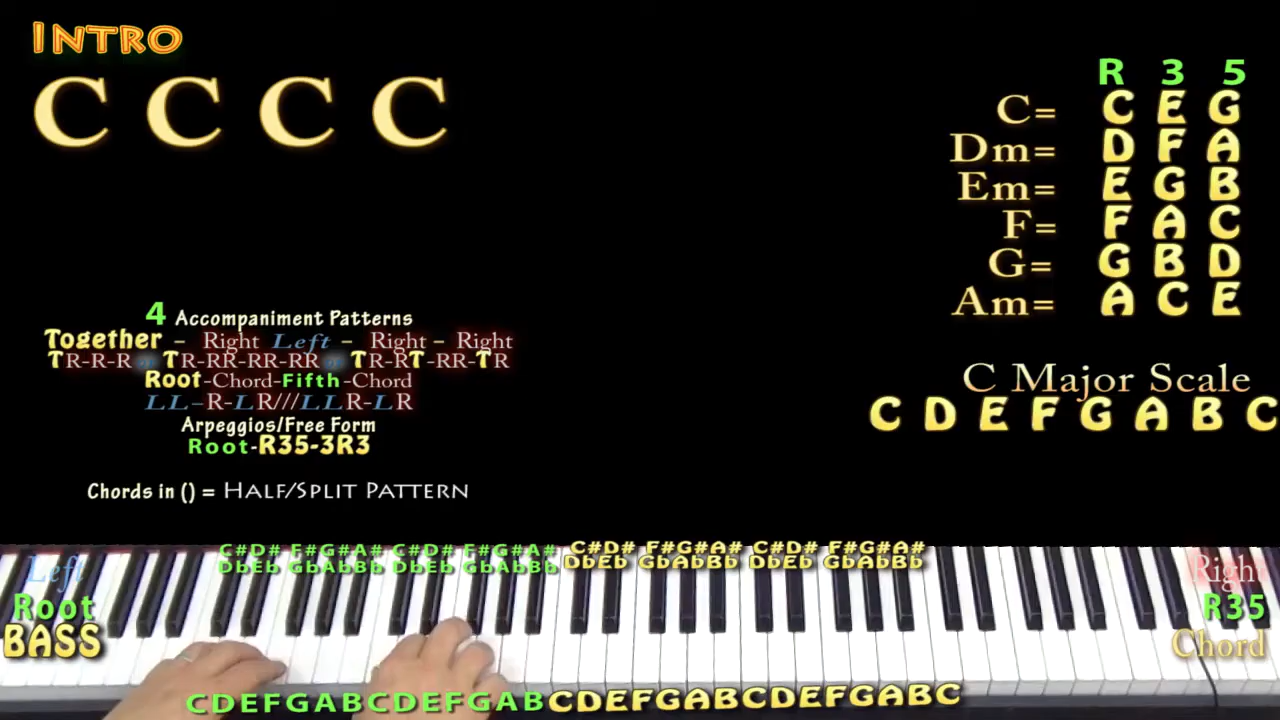 INTRO
C C C C
R 3 5
C= C E G
Dm= D F A
Em= E G B
F= F A C
G= G B D
Am= A C E
4 Accompaniment Patterns
Together - Right Left - Right - Right
TR-R-R or TR-RR-RR-RR or TR-RT-RR-TR
Root-Chord-Fifth-Chord
LL-R-LR///LLR-LR
Arpeggios/Free Form
Root-R35-3R3
Chords in () = HALF/SPLIT PATTERN
C Major Scale
C D E F G A B C
C#D# F#G#A# C#D# F#G#A# C#D# F#G#A# C#D# F#G#A#
DbEb GbAbBb DbEb GbAbBb DbEb GbAbBb DbEb GbAbBb
Left
Root
BASS
Right
R35
Chord
CDEFGABCDEFGABCDEFGABCDEFGABC